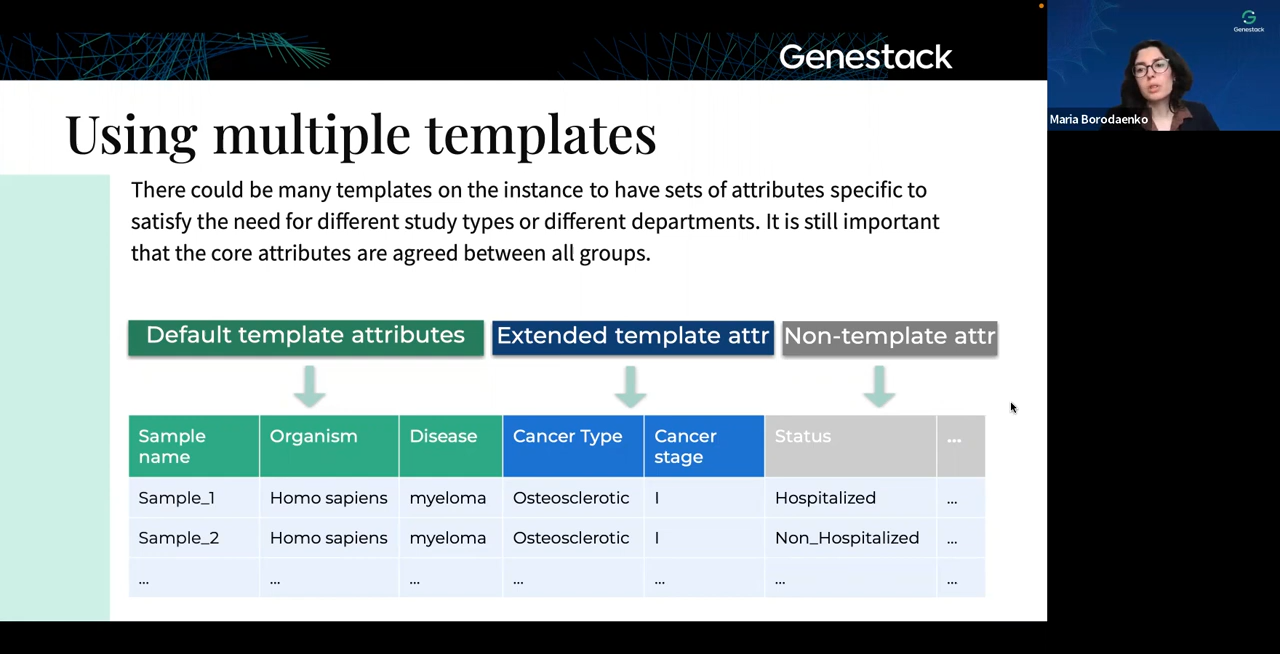 Genestack
Genestack
Maria Borodaenko
Using multiple templates
There could be many templates on the instance to have sets of attributes specific to
satisfy the need for different study types or different departments. It is still important
that the core attributes are agreed between all groups.
Default template attributes Extended template attr Non-template attr
Sample name Organism Disease Cancer Type Cancer stage Status ...
Sample_1 Homo sapiens myeloma Osteosclerotic I Hospitalized ...
Sample_2 Homo sapiens myeloma Osteosclerotic I Non_Hospitalized ...
... ... ... ... ... ... ...